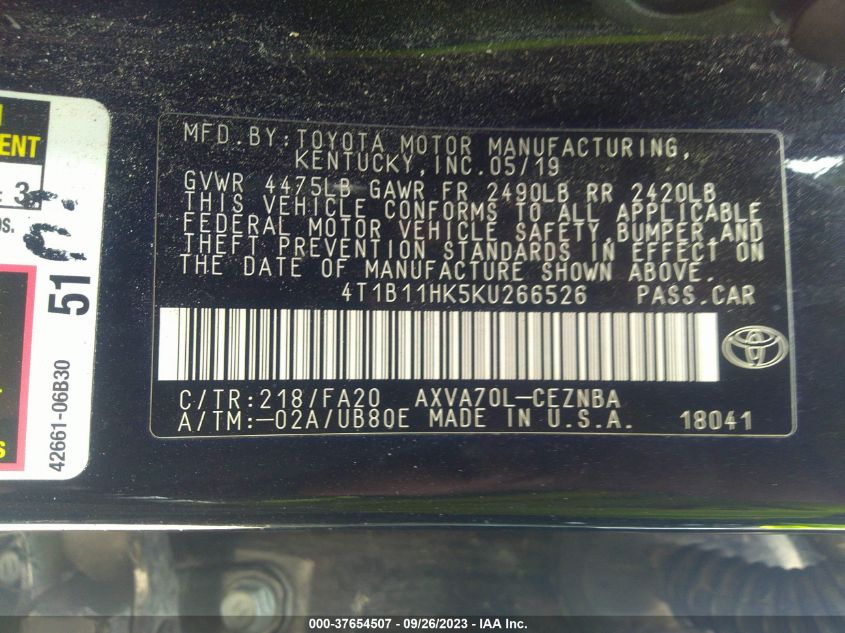 MFD. BY: TOYOTA MOTOR MANUFACTURING,
KENTUCKY, INC. 05/19
GVWR 4475LB GAWR FR 2490LB RR 2420LB
THIS VEHICLE CONFORMS TO ALL APPLICABLE
FEDERAL MOTOR VEHICLE SAFETY, BUMPER, AND
THEFT PREVENTION STANDARDS IN EFFECT ON
THE DATE OF MANUFACTURE SHOWN ABOVE.
4T1B11HK5KU266526 PASS. CAR
C/TR: 218/FA20 AXVA70L-CEZNBA
A/TM: -02A/UB80E MADE IN U.S.A. 18041
51
42661-06B30
000-37654507 - 09/26/2023 - IAA Inc.